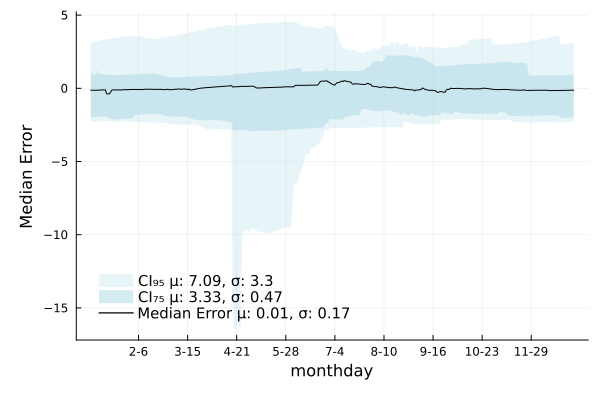 5
0
−5
−10
−15
Median Error
CI₉₅ μ: 7.09, σ: 3.3
CI₇₅ μ: 3.33, σ: 0.47
Median Error μ: 0.01, σ: 0.17
2-6 3-15 4-21 5-28 7-4 8-10 9-16 10-23 11-29
monthday